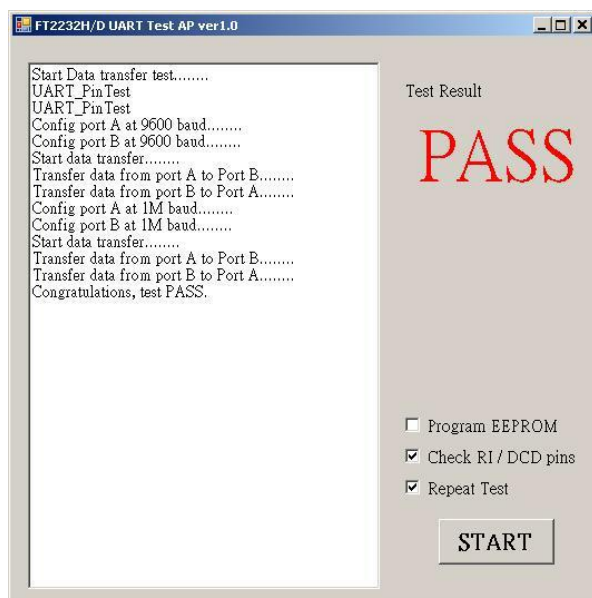 FT2232H/D UART Test AP ver1.0
Start Data transfer test........
UART_PinTest
UART_PinTest
Config port A at 9600 baud........
Config port B at 9600 baud........
Start data transfer........
Transfer data from port A to Port B........
Transfer data from port B to Port A........
Config port A at 1M baud........
Config port B at 1M baud........
Start data transfer........
Transfer data from port A to Port B........
Transfer data from port B to Port A........
Congratulations, test PASS.
Test Result
PASS
Program EEPROM
Check RI / DCD pins
Repeat Test
START